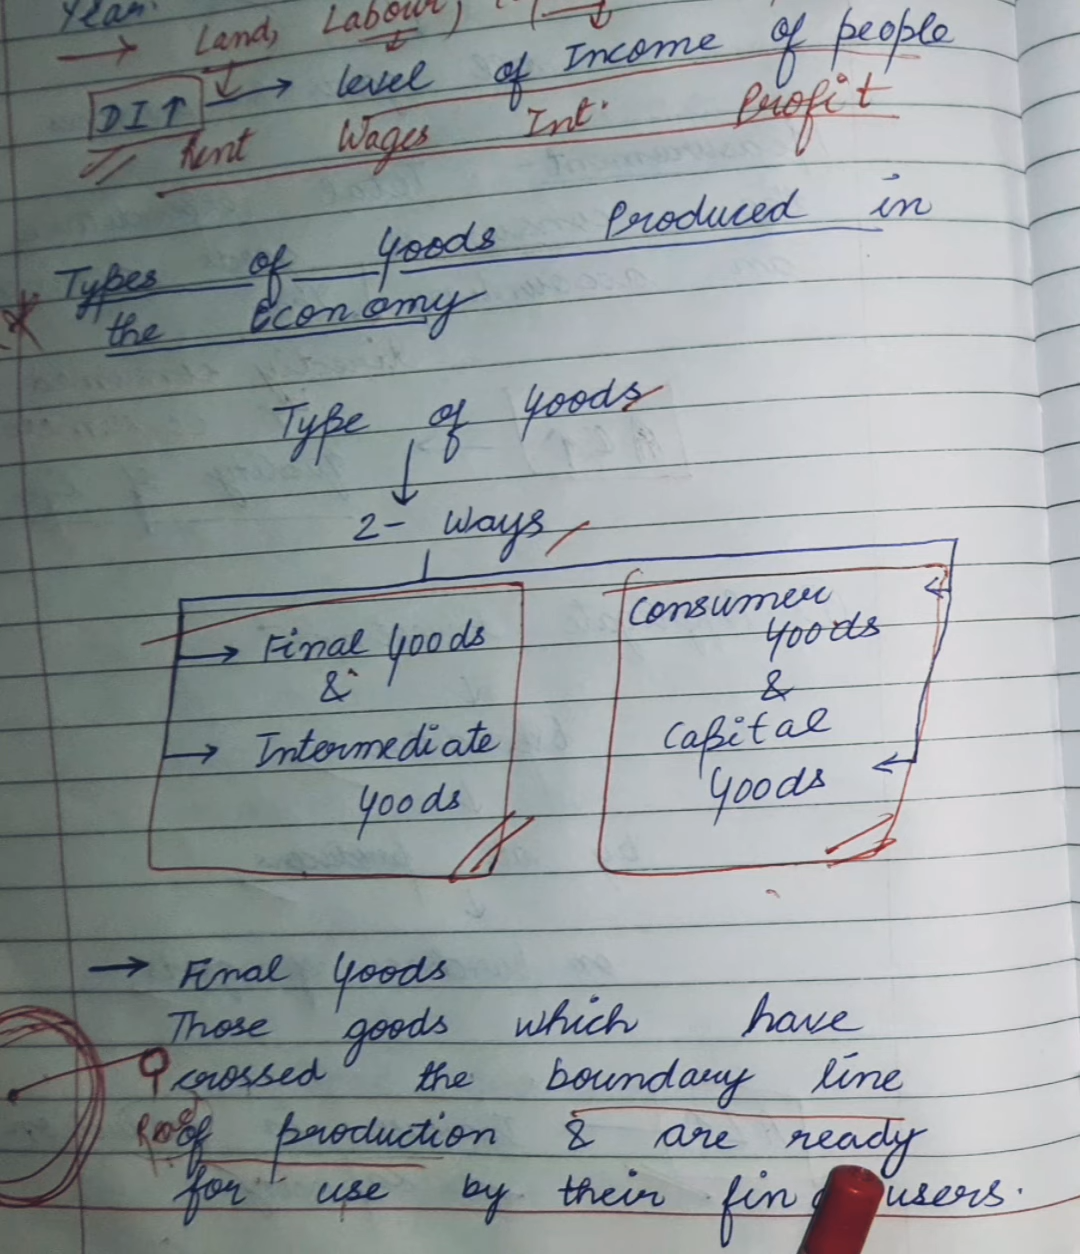 Year.
→ Land, Labour,
DI↑ → level of Income of people
Rent Wages Int. Profit
Types of Goods Produced in
the Economy
Type of Goods
↓
2- Ways
→ Final Goods
&
→ Intermediate
Goods
Consumer
Goods
&
Capital
Goods
→ Final Goods
Those goods which have
crossed the boundary line
of production & are ready
for use by their fin users.